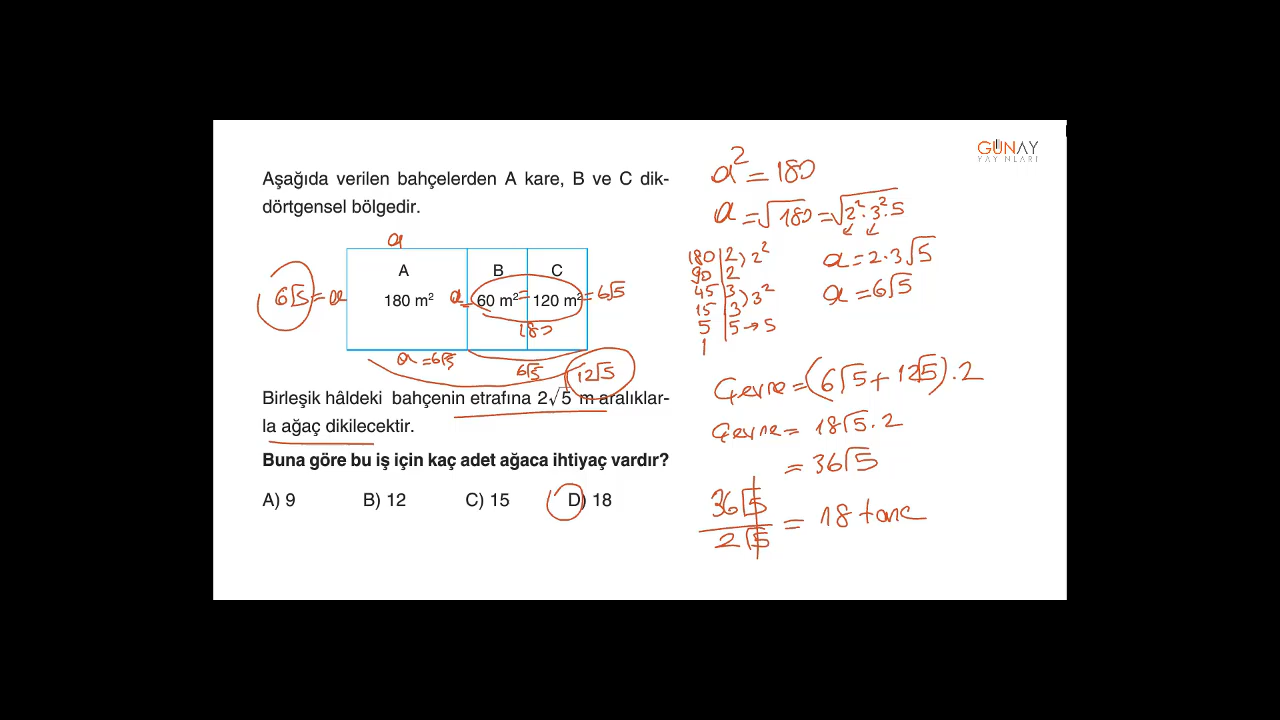 GÜNAY
YAYINLARI
Aşağıda verilen bahçelerden A kare, B ve C dik-
dörtgensel bölgedir.
a
A B C
6√5 = a 180 m² a 60 m² = 120 m² = 6√5
180
a = 6√5 6√5 12√5
Birleşik hâldeki bahçenin etrafına 2√5 m aralıklar-
la ağaç dikilecektir.
Buna göre bu iş için kaç adet ağaca ihtiyaç vardır?
A) 9 B) 12 C) 15 D) 18
a² = 180
a = √180 = √2².3².5
180 | 2 ) 2²
90 | 2
45 | 3 ) 3²
15 | 3
5 | 5 → 5
1
a = 2.3√5
a = 6√5
Çevre = (6√5 + 12√5).2
Çevre = 18√5.2
= 36√5
36√5 / 2√5 = 18 tane